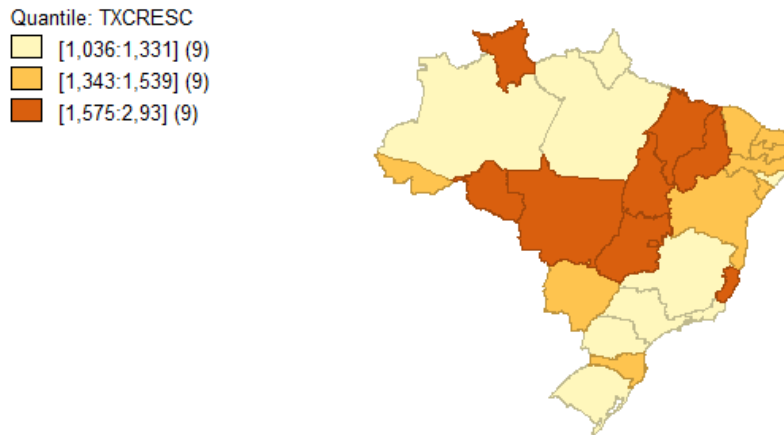 Quantile: TXCRESC
[1,036:1,331] (9)
[1,343:1,539] (9)
[1,575:2,93] (9)